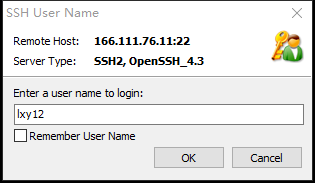 SSH User Name
Remote Host: 166.111.76.11:22
Server Type: SSH2, OpenSSH_4.3
Enter a user name to login:
lxy12
Remember User Name
OK Cancel